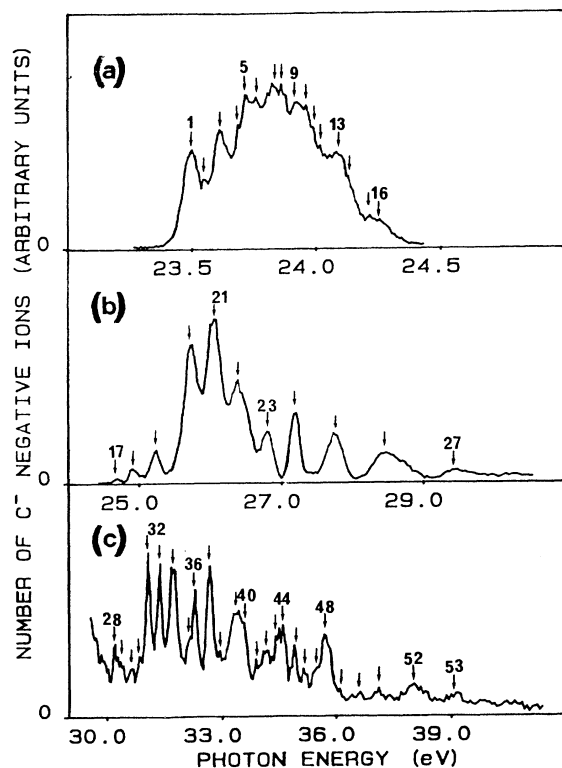 NUMBER OF C⁻ NEGATIVE IONS (ARBITRARY UNITS)
(a)
1
5
9
13
16
0
23.5 24.0 24.5
(b)
17
21
23
27
0
25.0 27.0 29.0
(c)
28
32
36
40
44
48
52
53
0
30.0 33.0 36.0 39.0
PHOTON ENERGY (eV)